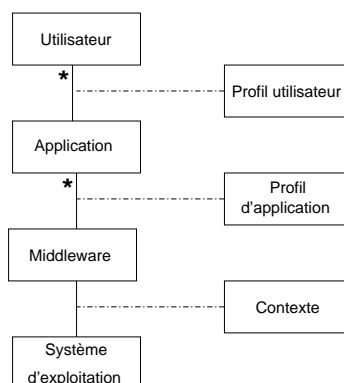 Utilisateur
*
Profil utilisateur
Application
*
Profil
d'application
Middleware
Contexte
Système
d'exploitation